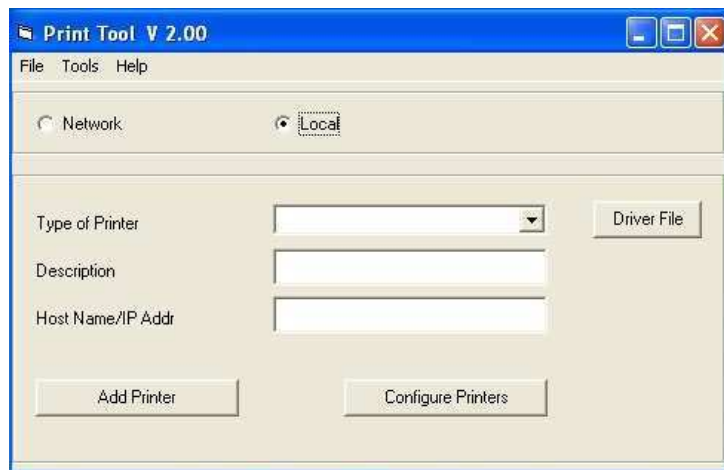 Print Tool V 2.00
File Tools Help
Network Local
Type of Printer Driver File
Description
Host Name/IP Addr
Add Printer Configure Printers